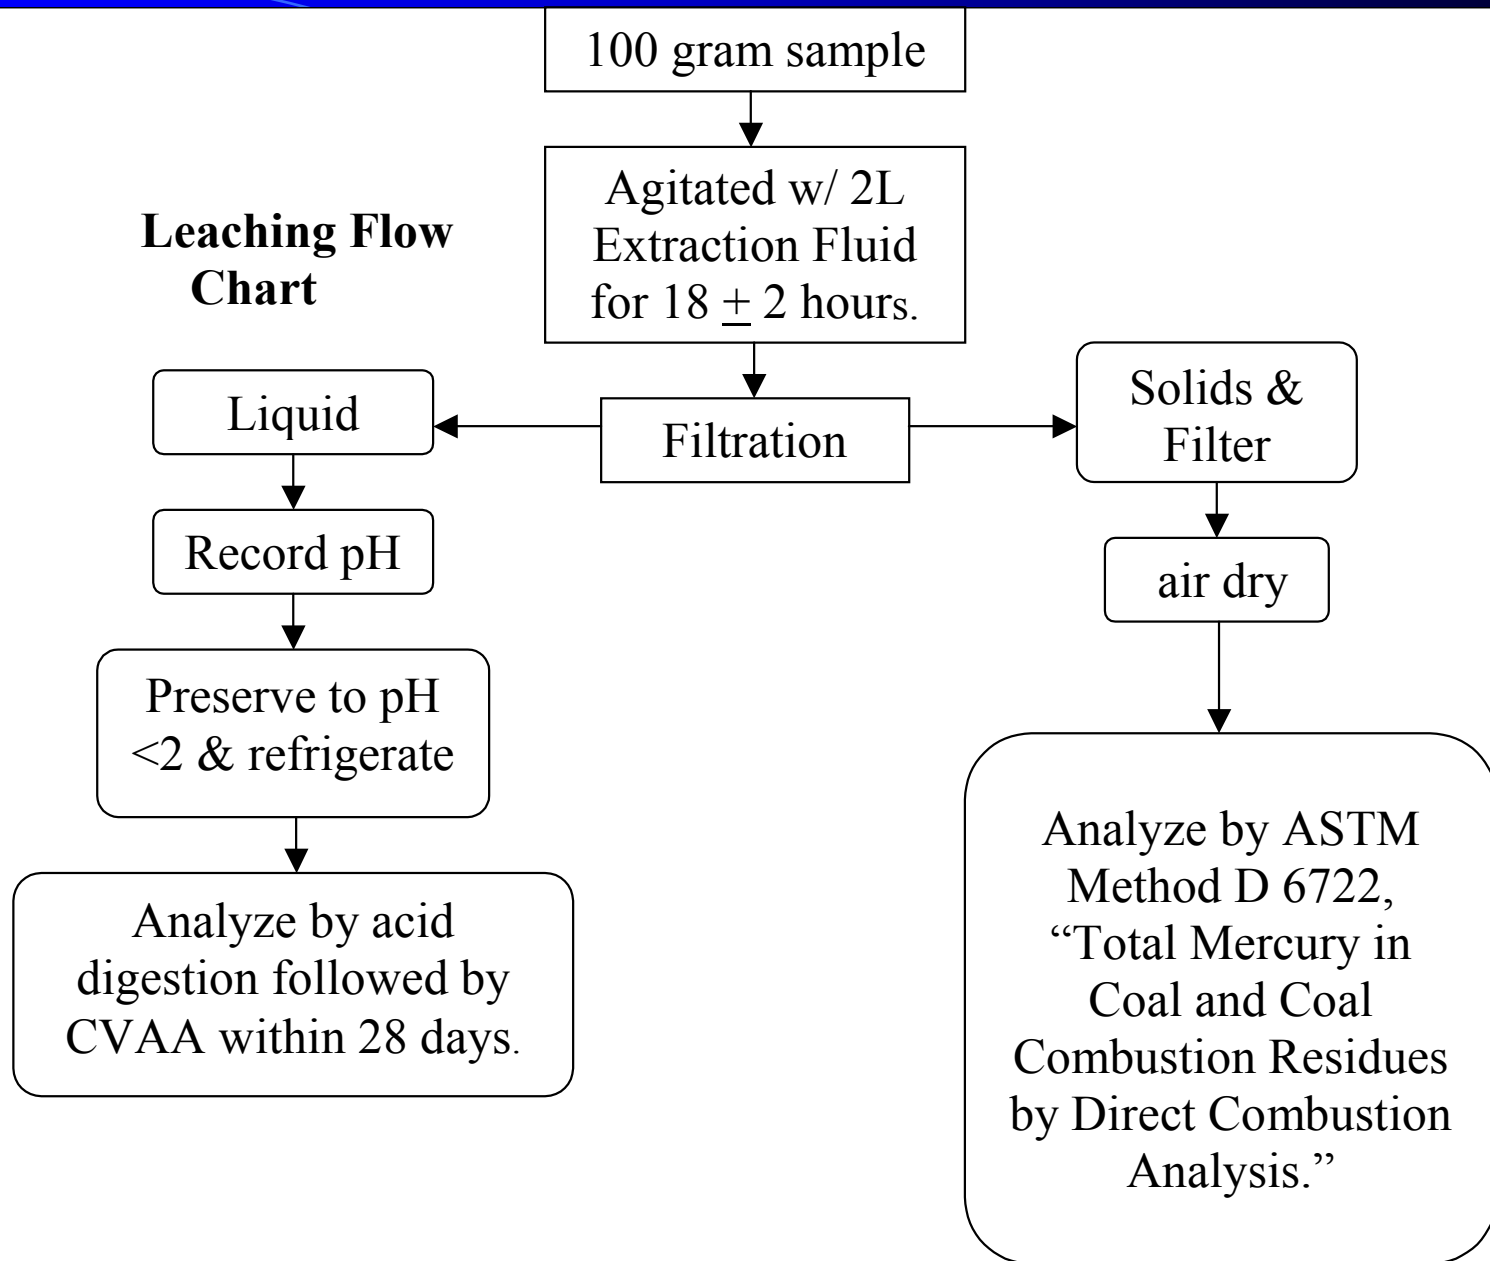 100 gram sample
Agitated w/ 2L
Extraction Fluid
for 18 ± 2 hours.
Leaching Flow
Chart
Filtration
Liquid
Record pH
Preserve to pH
<2 & refrigerate
Analyze by acid
digestion followed by
CVAA within 28 days.
Solids &
Filter
air dry
Analyze by ASTM
Method D 6722,
“Total Mercury in
Coal and Coal
Combustion Residues
by Direct Combustion
Analysis.”